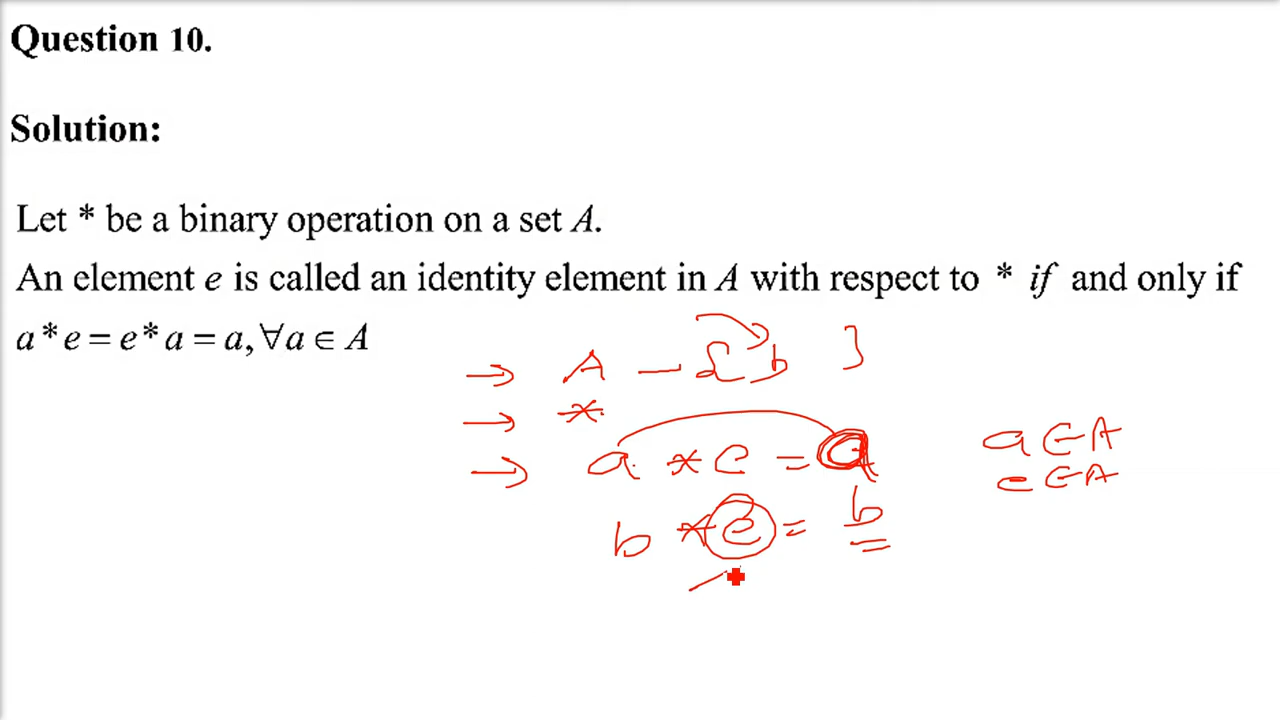 Question 10.
Solution:
Let * be a binary operation on a set A.
An element e is called an identity element in A with respect to * if and only if
a * e = e * a = a, ∀a ∈ A
→ A – { b }
→ *
→ a * e = a
a ∈ A
e ∈ A
b * e = b